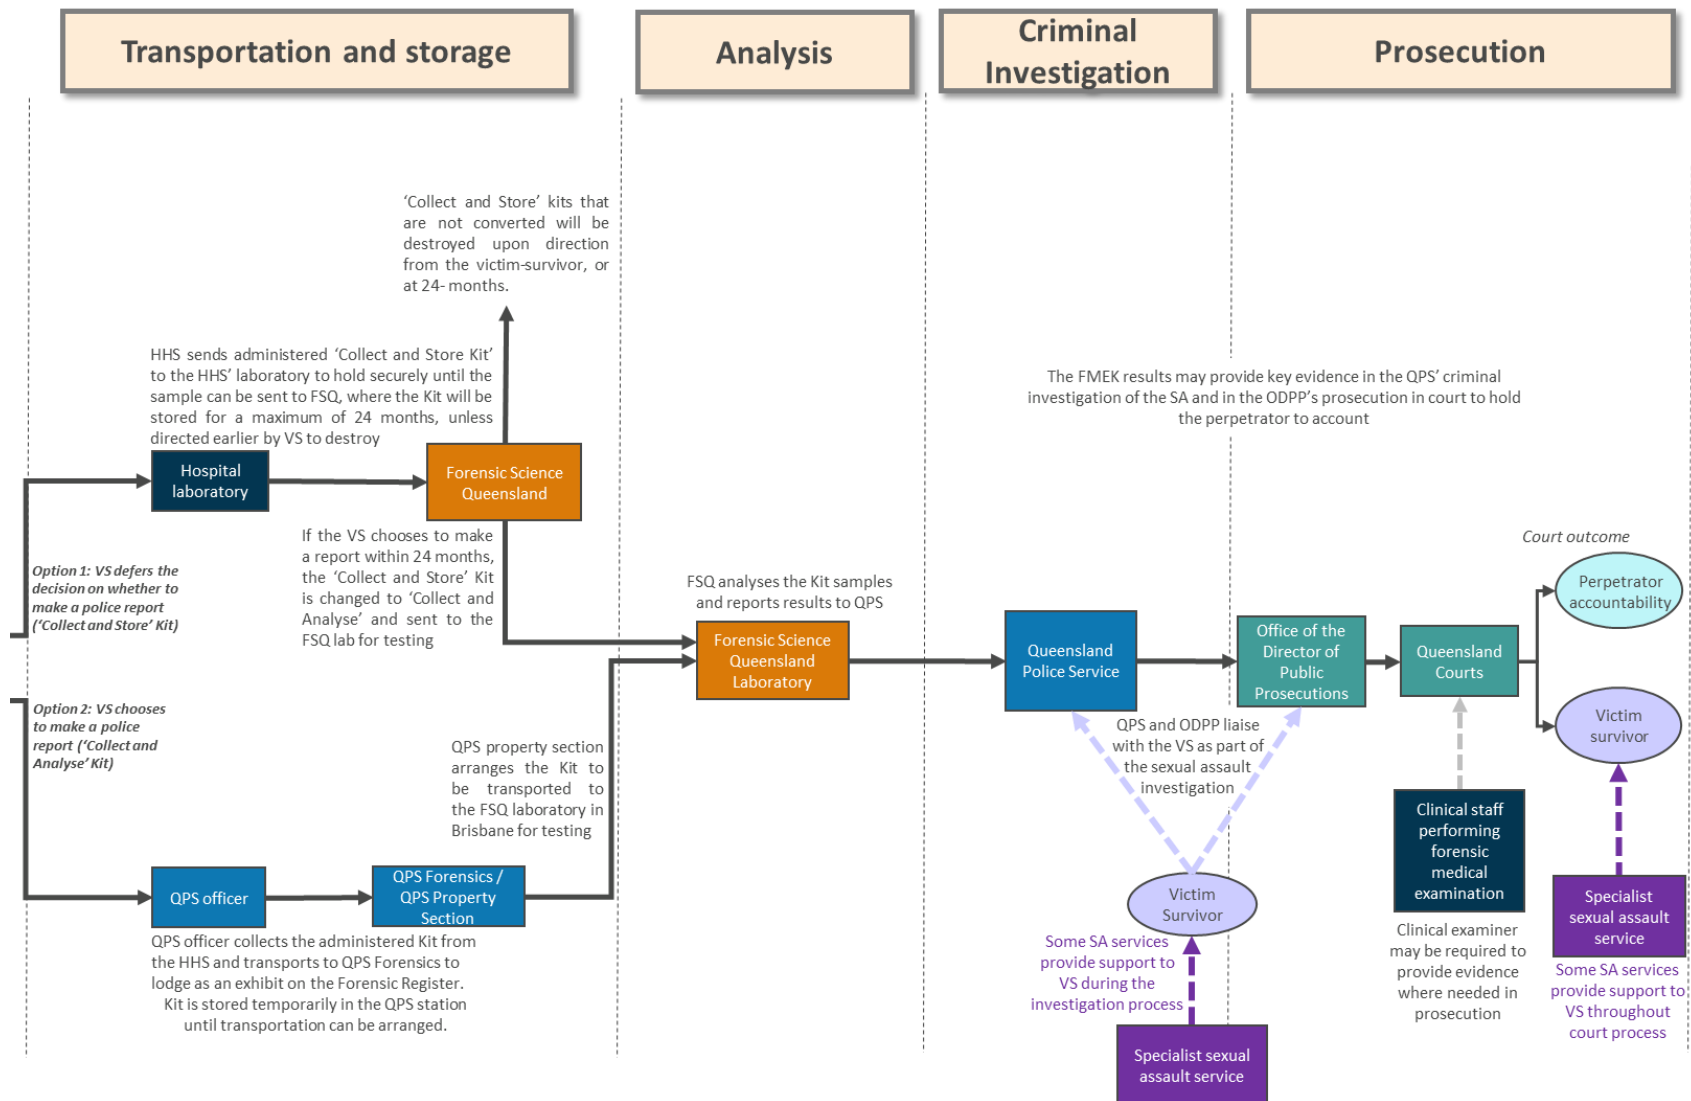 Transportation and storage
Analysis
Criminal
Investigation
Prosecution
‘Collect and Store’ kits that
are not converted will be
destroyed upon direction
from the victim-survivor, or
at 24- months.
HHS sends administered ‘Collect and Store Kit’
to the HHS’ laboratory to hold securely until the
sample can be sent to FSQ, where the Kit will be
stored for a maximum of 24 months, unless
directed earlier by VS to destroy
The FMEK results may provide key evidence in the QPS’ criminal
investigation of the SA and in the ODPP’s prosecution in court to hold
the perpetrator to account
Hospital
laboratory
Forensic Science
Queensland
Option 1: VS defers the
decision on whether to
make a police report
(‘Collect and Store’ Kit)
If the VS chooses to make
a report within 24 months,
the ‘Collect and Store’ Kit
is changed to ‘Collect and
Analyse’ and sent to the
FSQ lab for testing
FSQ analyses the Kit samples
and reports results to QPS
Forensic Science
Queensland
Laboratory
Queensland
Police Service
Office of the
Director of
Public
Prosecutions
Queensland
Courts
Court outcome
Perpetrator
accountability
Victim
survivor
Option 2: VS chooses
to make a police
report (‘Collect and
Analyse’ Kit)
QPS property section
arranges the Kit to
be transported to
the FSQ laboratory in
Brisbane for testing
QPS and ODPP liaise
with the VS as part of
the sexual assault
investigation
QPS officer
QPS Forensics /
QPS Property
Section
QPS officer collects the administered Kit from
the HHS and transports to QPS Forensics to
lodge as an exhibit on the Forensic Register.
Kit is stored temporarily in the QPS station
until transportation can be arranged.
Victim
Survivor
Some SA services
provide support to
VS during the
investigation process
Specialist sexual
assault service
Clinical staff
performing
forensic
medical
examination
Clinical examiner
may be required to
provide evidence
where needed in
prosecution
Specialist
sexual assault
service
Some SA services
provide support to
VS throughout
court process